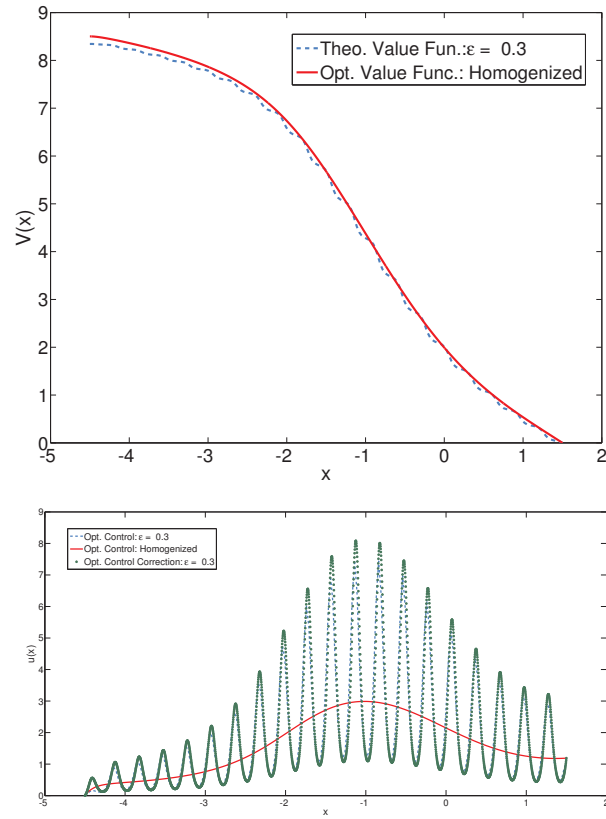 9
8
7
6
5
4
3
2
1
0
V(x)
Theo. Value Fun.:ε = 0.3
Opt. Value Func.: Homogenized
-5 -4 -3 -2 -1 0 1 2
x
9
8
7
6
5
4
3
2
1
0
u(x)
Opt. Control: ε = 0.3
Opt. Control: Homogenized
Opt. Control Correction: ε = 0.3
-5 -4 -3 -2 -1 0 1 2
x